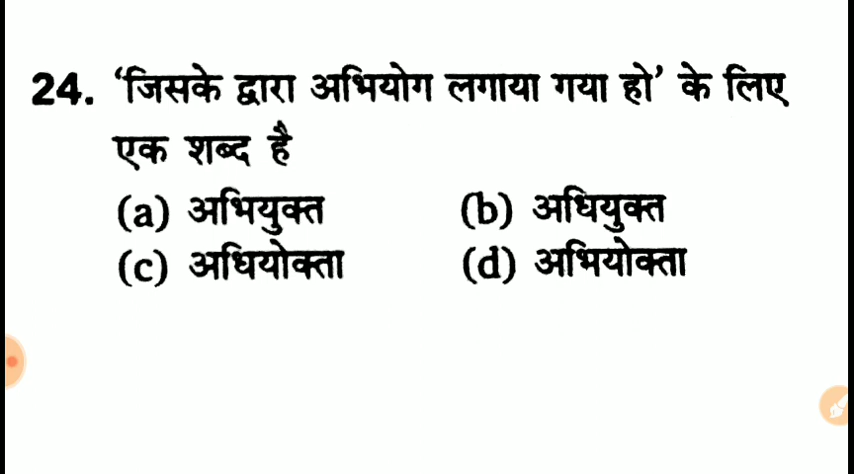 24. ‘जिसके द्वारा अभियोग लगाया गया हो’ के लिए
एक शब्द है
(a) अभियुक्त (b) अधियुक्त
(c) अधियोक्ता (d) अभियोक्ता